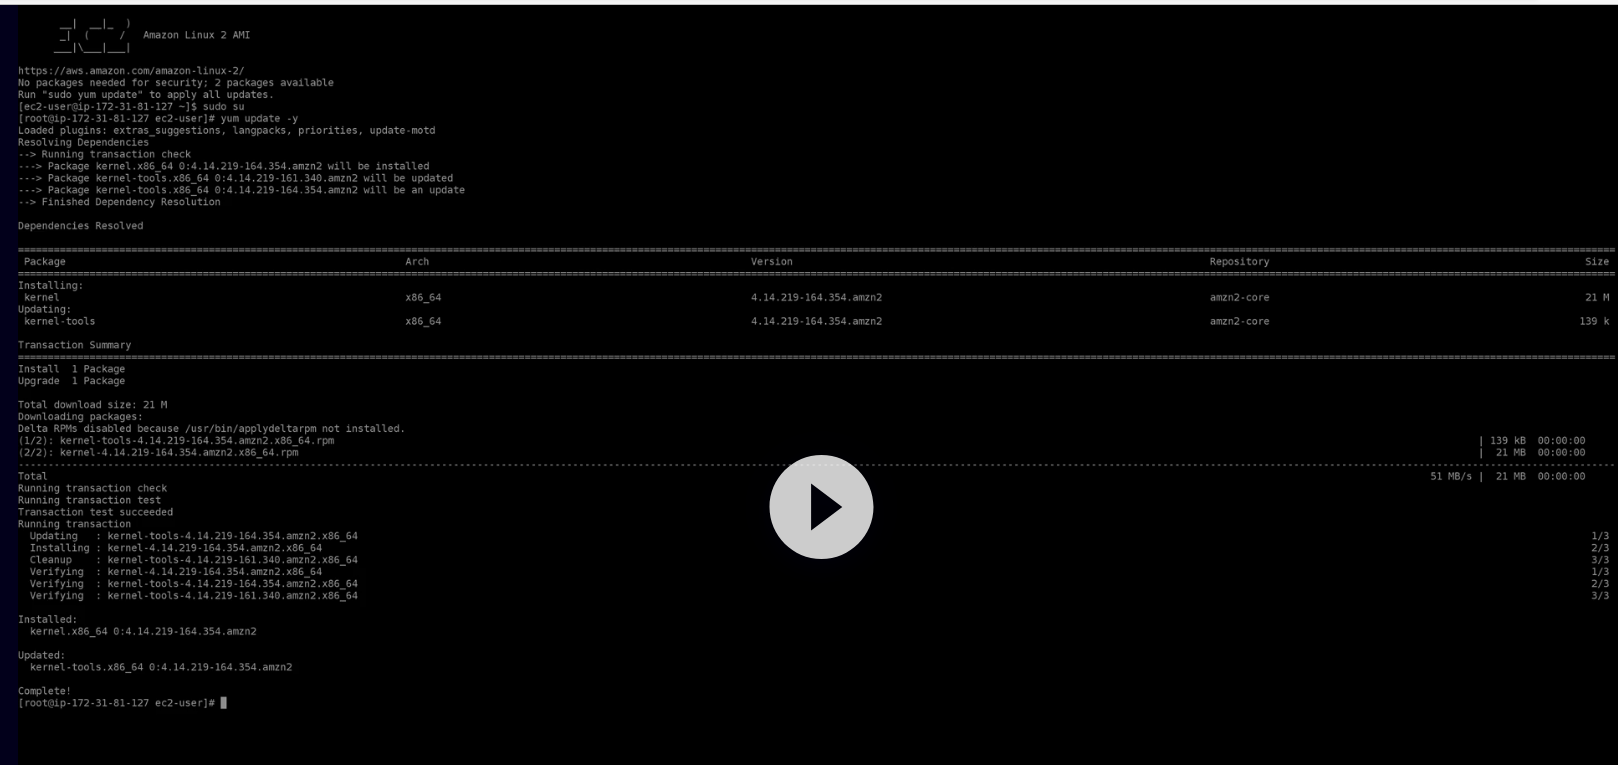 __|  __|_  )
_|  (     /   Amazon Linux 2 AMI
___|\___|___|
https://aws.amazon.com/amazon-linux-2/
No packages needed for security; 2 packages available
Run "sudo yum update" to apply all updates.
[ec2-user@ip-172-31-81-127 ~]$ sudo su
[root@ip-172-31-81-127 ec2-user]# yum update -y
Loaded plugins: extras_suggestions, langpacks, priorities, update-motd
Resolving Dependencies
--> Running transaction check
---> Package kernel.x86_64 0:4.14.219-164.354.amzn2 will be installed
---> Package kernel-tools.x86_64 0:4.14.219-161.340.amzn2 will be updated
---> Package kernel-tools.x86_64 0:4.14.219-164.354.amzn2 will be an update
--> Finished Dependency Resolution
Dependencies Resolved
Package Arch Version Repository Size
Installing:
kernel x86_64 4.14.219-164.354.amzn2 amzn2-core 21 M
Updating:
kernel-tools x86_64 4.14.219-164.354.amzn2 amzn2-core 139 k
Transaction Summary
Install  1 Package
Upgrade  1 Package
Total download size: 21 M
Downloading packages:
Delta RPMs disabled because /usr/bin/applydeltarpm not installed.
(1/2): kernel-tools-4.14.219-164.354.amzn2.x86_64.rpm | 139 kB  00:00:00
(2/2): kernel-4.14.219-164.354.amzn2.x86_64.rpm |  21 MB  00:00:00
Total 51 MB/s |  21 MB  00:00:00
Running transaction check
Running transaction test
Transaction test succeeded
Running transaction
Updating   : kernel-tools-4.14.219-164.354.amzn2.x86_64 1/3
Installing : kernel-4.14.219-164.354.amzn2.x86_64 2/3
Cleanup    : kernel-tools-4.14.219-161.340.amzn2.x86_64 3/3
Verifying  : kernel-4.14.219-164.354.amzn2.x86_64 1/3
Verifying  : kernel-tools-4.14.219-164.354.amzn2.x86_64 2/3
Verifying  : kernel-tools-4.14.219-161.340.amzn2.x86_64 3/3
Installed:
kernel.x86_64 0:4.14.219-164.354.amzn2
Updated:
kernel-tools.x86_64 0:4.14.219-164.354.amzn2
Complete!
[root@ip-172-31-81-127 ec2-user]#